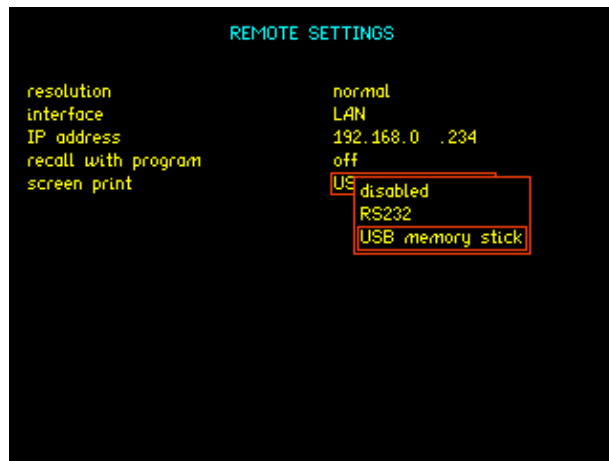 REMOTE SETTINGS
resolution normal
interface LAN
IP address 192.168.0 .234
recall with program off
screen print US
disabled
RS232
USB memory stick